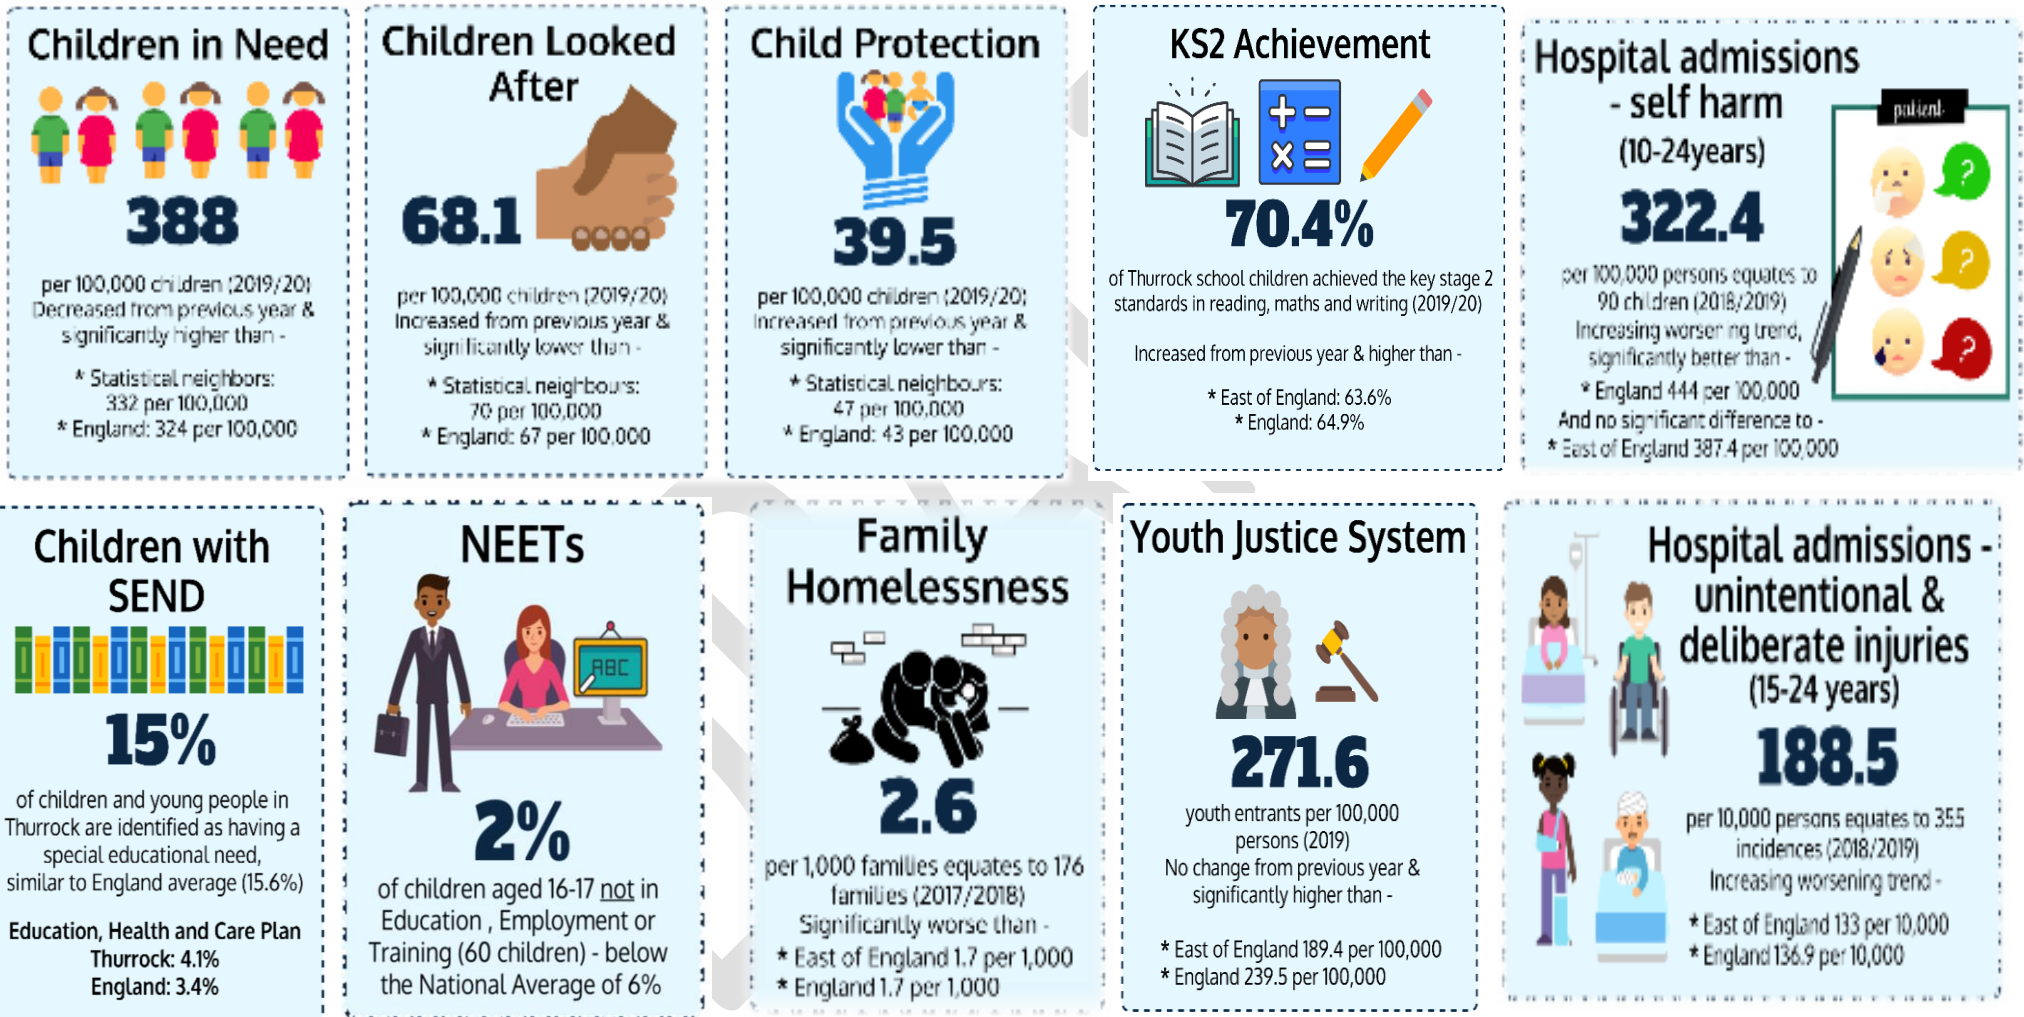 Children in Need
388
per 100,000 children (2019/20)
Decreased from previous year &
significantly higher than -
* Statistical neighbors:
332 per 100,000
* England: 324 per 100,000
Children Looked
After
68.1
per 100,000 children (2019/20)
Increased from previous year &
significantly lower than -
* Statistical neighbours:
70 per 100,000
* England: 67 per 100,000
Child Protection
39.5
per 100,000 children (2019/20)
Increased from previous year &
significantly lower than -
* Statistical neighbours:
47 per 100,000
* England: 43 per 100,000
KS2 Achievement
70.4%
of Thurrock school children achieved the key stage 2
standards in reading, maths and writing (2019/20)
Increased from previous year & higher than -
* East of England: 63.6%
* England: 64.9%
Hospital admissions
- self harm
(10-24years)
patient
322.4
per 100,000 persons equates to
90 children (2018/2019)
Increasing worsening trend,
significantly better than -
* England 444 per 100,000
And no significant difference to -
* East of England 387.4 per 100,000
Children with
SEND
15%
of children and young people in
Thurrock are identified as having a
special educational need,
similar to England average (15.6%)
Education, Health and Care Plan
Thurrock: 4.1%
England: 3.4%
NEETs
ABC
2%
of children aged 16-17 not in
Education , Employment or
Training (60 children) - below
the National Average of 6%
Family
Homelessness
2.6
per 1,000 families equates to 176
families (2017/2018)
Significantly worse than -
* East of England 1.7 per 1,000
* England 1.7 per 1,000
Youth Justice System
271.6
youth entrants per 100,000
persons (2019)
No change from previous year &
significantly higher than -
* East of England 189.4 per 100,000
* England 239.5 per 100,000
Hospital admissions -
unintentional &
deliberate injuries
(15-24 years)
188.5
per 10,000 persons equates to 355
incidences (2018/2019)
Increasing worsening trend -
* East of England 133 per 10,000
* England 136.9 per 10,000